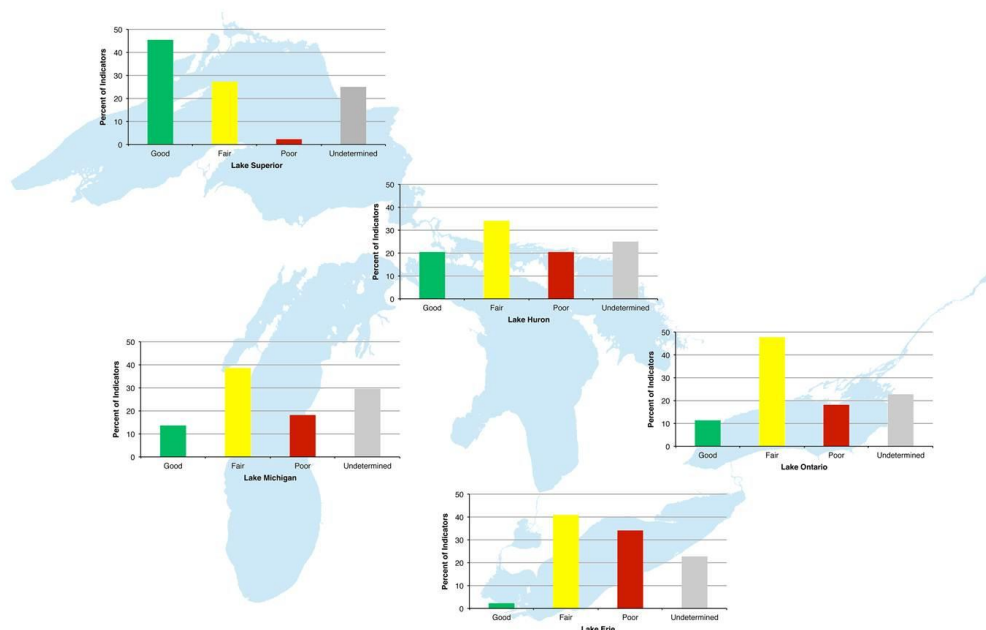 Percent of Indicators
50
40
30
20
10
0
Good Fair Poor Undetermined
Lake Superior
Percent of Indicators
50
40
30
20
10
0
Good Fair Poor Undetermined
Lake Huron
Percent of Indicators
50
40
30
20
10
0
Good Fair Poor Undetermined
Lake Michigan
Percent of Indicators
50
40
30
20
10
0
Good Fair Poor Undetermined
Lake Ontario
Percent of Indicators
50
40
30
20
10
0
Good Fair Poor Undetermined
Lake Erie